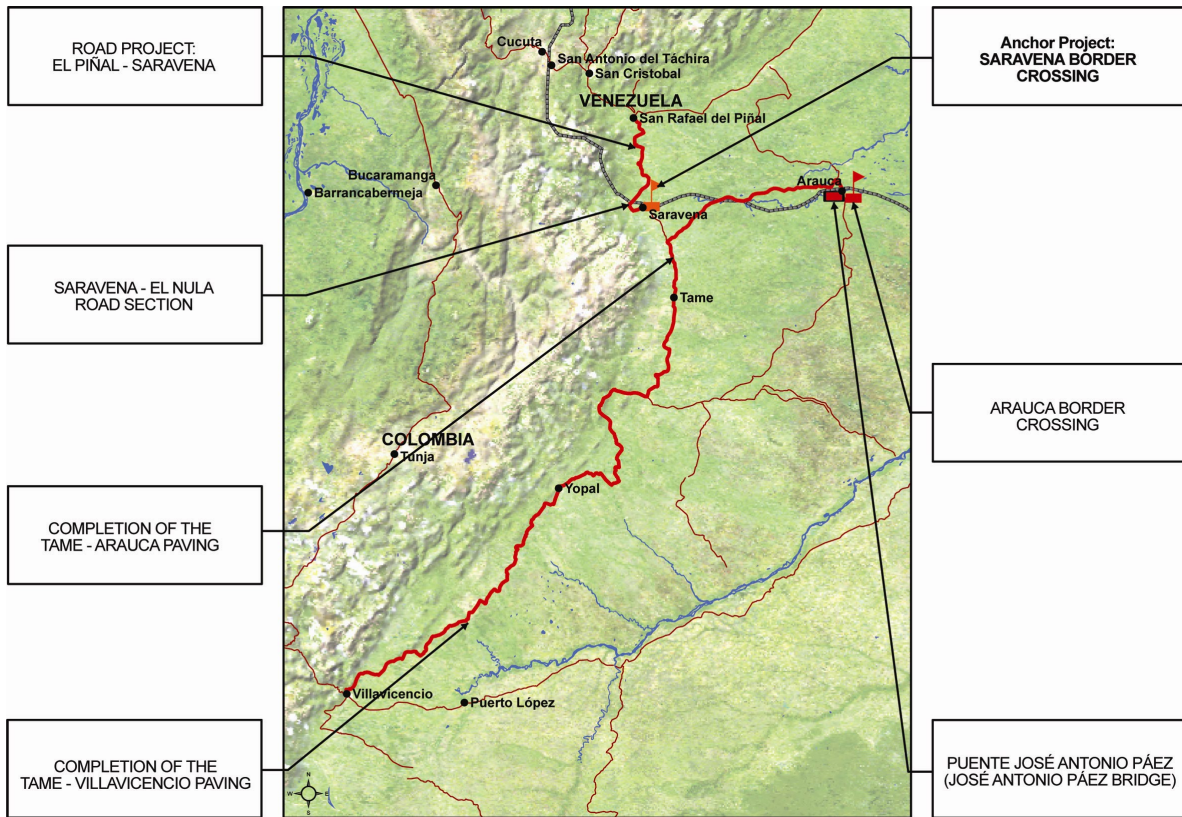 ROAD PROJECT:
EL PIÑAL - SARAVENA
SARAVENA - EL NULA
ROAD SECTION
COMPLETION OF THE
TAME - ARAUCA PAVING
COMPLETION OF THE
TAME - VILLAVICENCIO PAVING
Cucuta
San Antonio del Táchira
San Cristobal
VENEZUELA
San Rafael del Piñal
Bucaramanga
Barrancabermeja
Arauca
Saravena
Tame
COLOMBIA
Tunja
Yopal
Villavicencio
Puerto López
N
W
E
S
Anchor Project:
SARAVENA BORDER
CROSSING
ARAUCA BORDER
CROSSING
PUENTE JOSÉ ANTONIO PÁEZ
(JOSÉ ANTONIO PÁEZ BRIDGE)